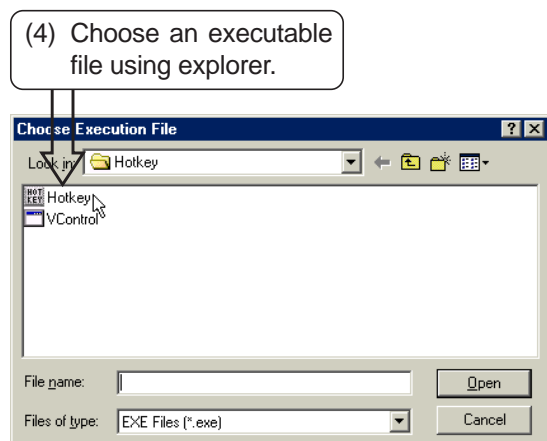 (4) Choose an executable
file using explorer.
Choose Execution File
Look in: Hotkey
HOT KEY Hotkey
VControl
File name:
Open
Files of type: EXE Files (*.exe)
Cancel